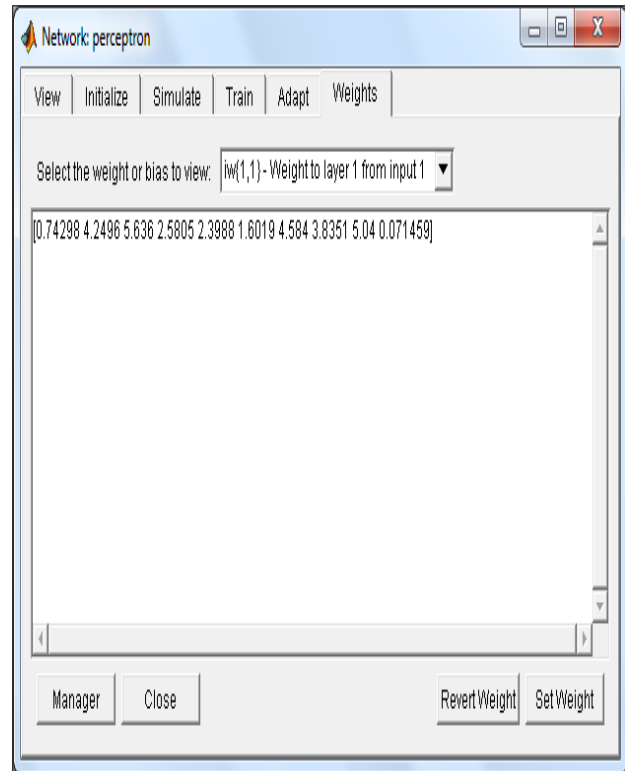 Network: perceptron
View Initialize Simulate Train Adapt Weights
Select the weight or bias to view: iw{1,1} - Weight to layer 1 from input 1
[0.74298 4.2496 5.636 2.5805 2.3988 1.6019 4.584 3.8351 5.04 0.071459]
Manager Close Revert Weight Set Weight